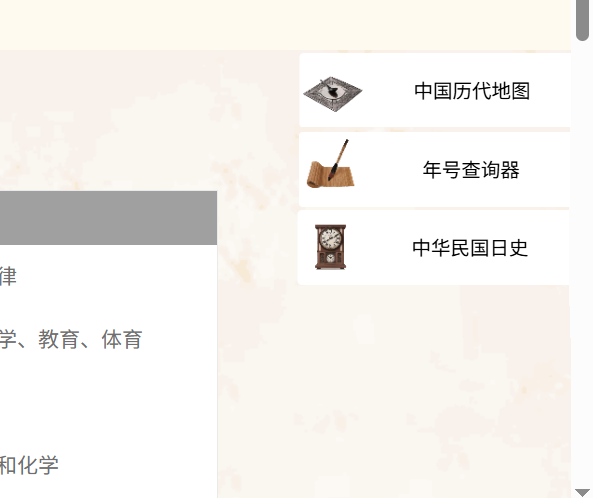 中国历代地图
年号查询器
中华民国日史
律
学、教育、体育
和化学